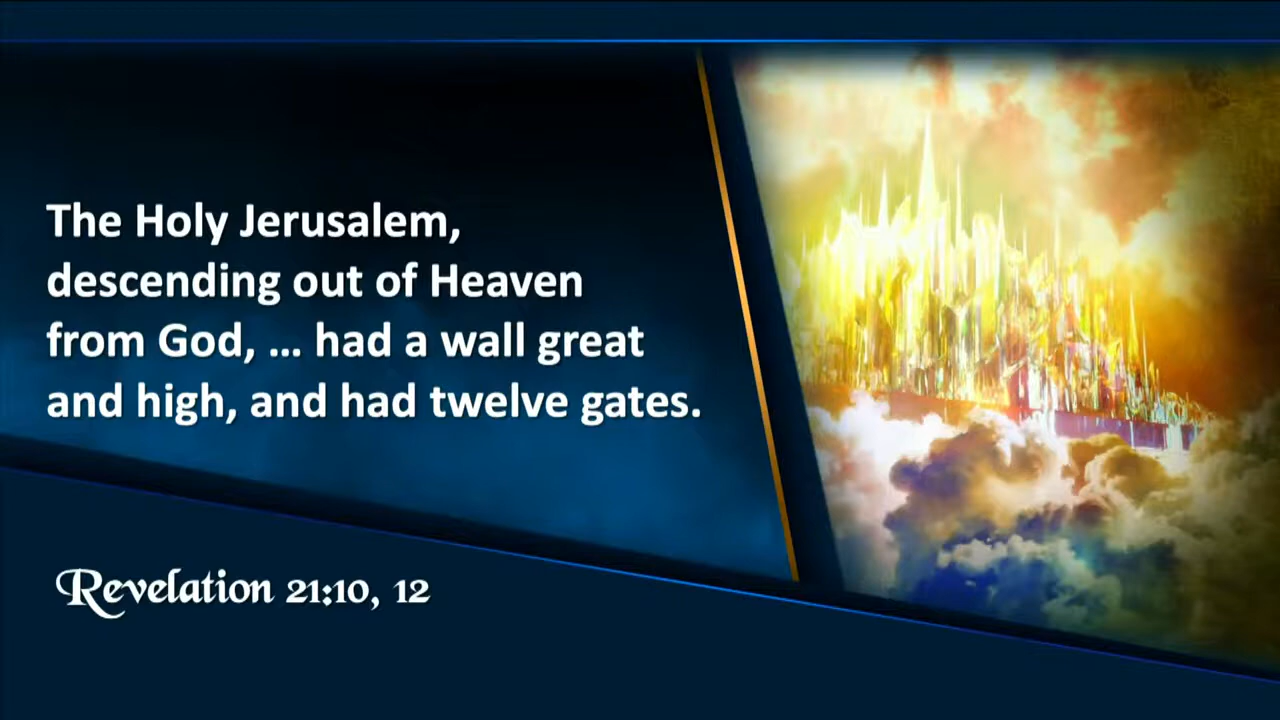 The Holy Jerusalem,
descending out of Heaven
from God, ... had a wall great
and high, and had twelve gates.
Revelation 21:10, 12